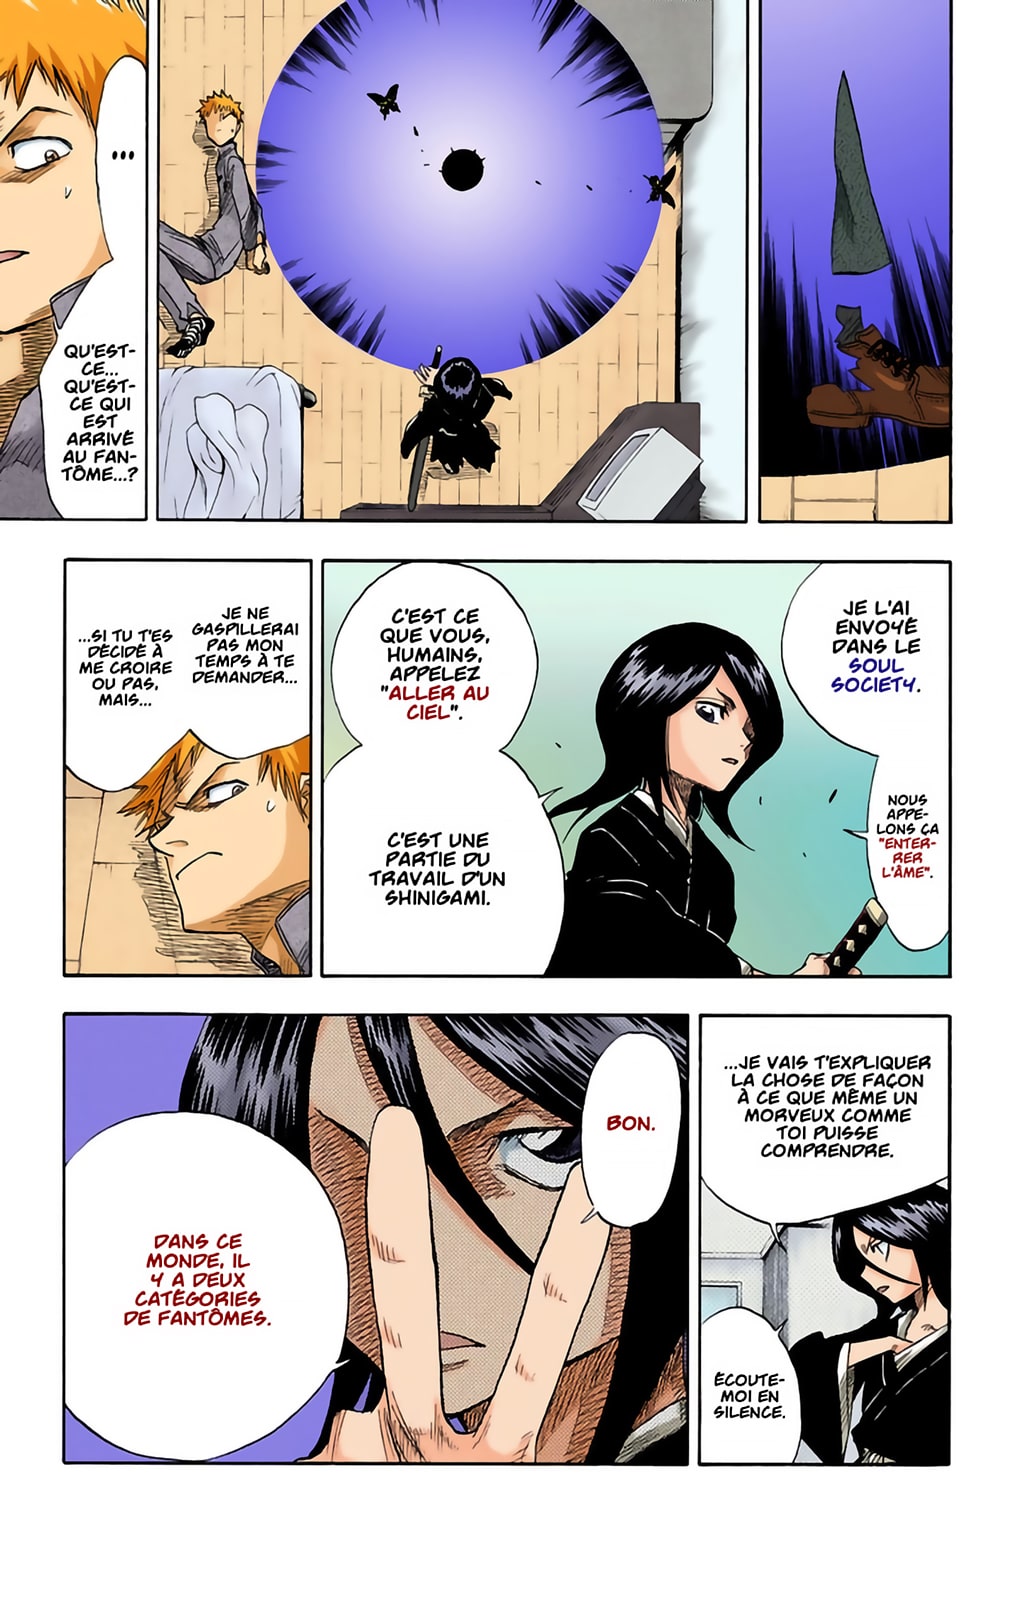 ...
QU'EST-
CE...
QU'EST-
CE QUI
EST
ARRIVÉ
AU FAN-
TÔME...?
JE L'AI
ENVOYÉ
DANS LE
SOUL
SOCIETY.
NOUS
APPE-
LONS ÇA
"ENTER-
RER
L'ÂME".
C'EST CE
QUE VOUS,
HUMAINS,
APPELEZ
"ALLER AU
CIEL".
C'EST UNE
PARTIE DU
TRAVAIL D'UN
SHINIGAMI.
JE NE
GASPILLERAI
PAS MON
TEMPS À TE
DEMANDER...
...SI TU T'ES
DÉCIDÉ À
ME CROIRE
OU PAS,
MAIS...
...JE VAIS T'EXPLIQUER
LA CHOSE DE FAÇON
À CE QUE MÊME UN
MORVEUX COMME
TOI PUISSE
COMPRENDRE.
ÉCOUTE-
MOI EN
SILENCE.
BON.
DANS CE
MONDE, IL
Y A DEUX
CATÉGORIES
DE FANTÔMES.